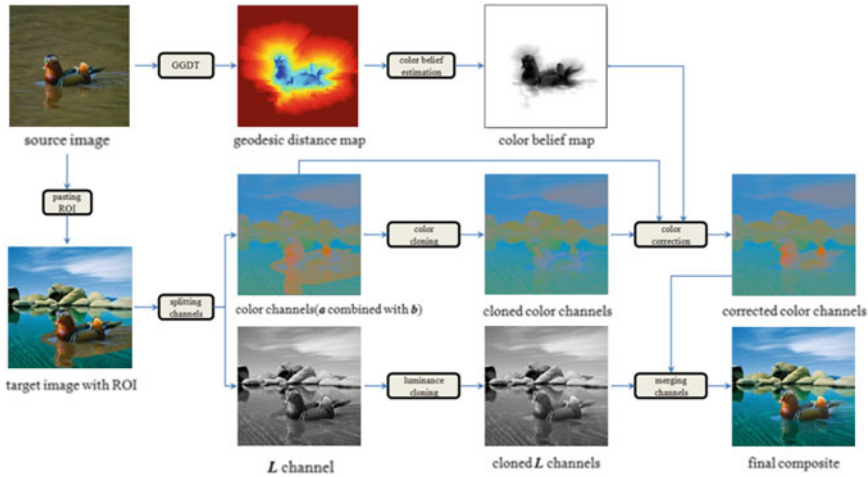 GGDT
color belief
estimation
source image
geodesic distance map
color belief map
pasting
ROI
splitting
channels
color
cloning
color
correction
color channels(a combined with b)
cloned color channels
corrected color channels
target image with ROI
luminance
cloning
merging
channels
L channel
cloned L channels
final composite